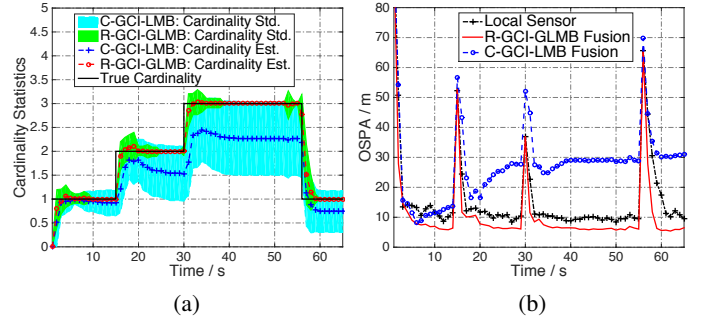 C-GCI-LMB: Cardinality Std.
R-GCI-GLMB: Cardinality Std.
C-GCI-LMB: Cardinality Est.
R-GCI-GLMB: Cardinality Est.
True Cardinality
Cardinality Statistics
5
4.5
4
3.5
3
2.5
2
1.5
1
0.5
0
0 10 20 30 40 50 60
Time / s
(a)
Local Sensor
R-GCI-GLMB Fusion
C-GCI-LMB Fusion
OSPA / m
80
70
60
50
40
30
20
10
0
0 10 20 30 40 50 60
Time / s
(b)